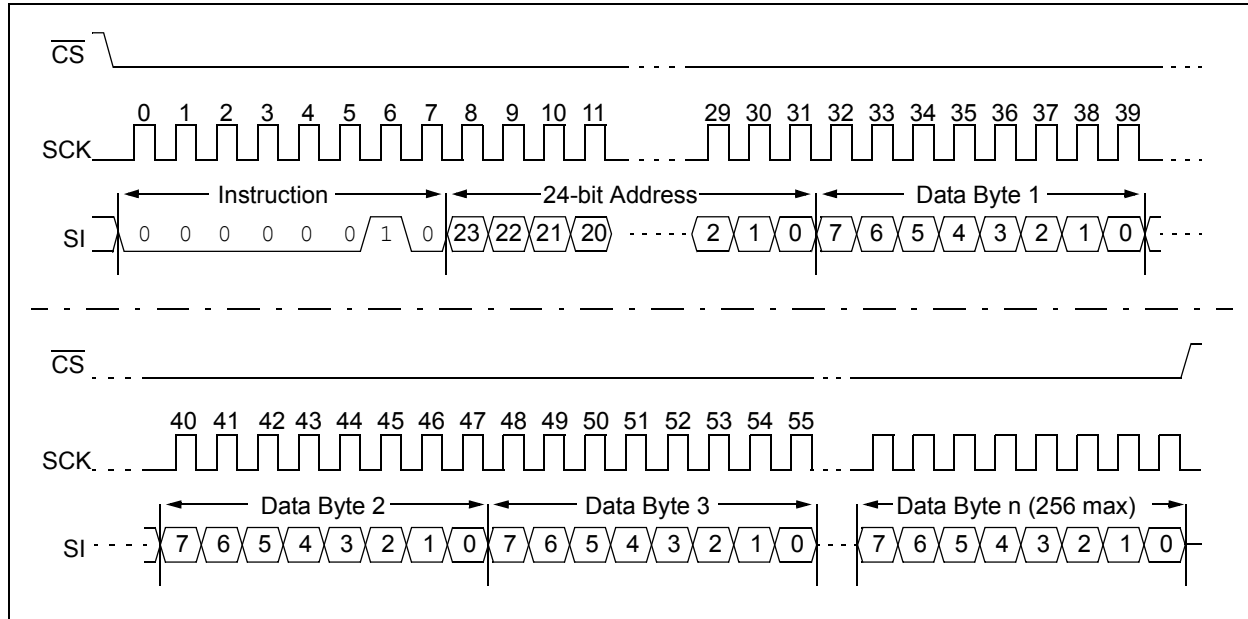 CS
0 1 2 3 4 5 6 7 8 9 10 11 29 30 31 32 33 34 35 36 37 38 39
SCK
Instruction 24-bit Address Data Byte 1
SI 0 0 0 0 0 0 1 0 23 22 21 20 2 1 0 7 6 5 4 3 2 1 0
CS
40 41 42 43 44 45 46 47 48 49 50 51 52 53 54 55
SCK
Data Byte 2 Data Byte 3 Data Byte n (256 max)
SI 7 6 5 4 3 2 1 0 7 6 5 4 3 2 1 0 7 6 5 4 3 2 1 0